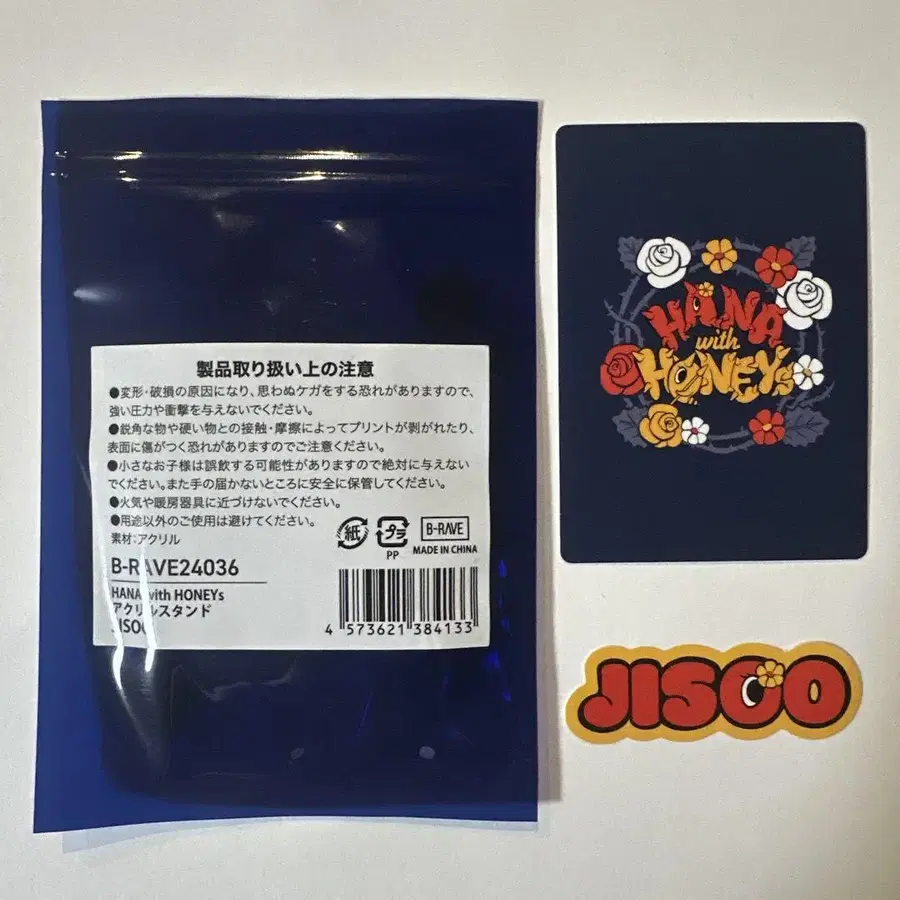 製品取り扱い上の注意
●変形・破損の原因になり、思わぬケガをする恐れがありますので、
強い圧力や衝撃を与えないでください。
●鋭角な物や硬い物との接触・摩擦によってプリントが剥がれたり、
表面に傷がつく恐れがありますのでご注意ください。
●小さなお子様は誤飲する可能性がありますので絶対に与えない
でください。また手の届かないところに安全に保管してください。
●火気や暖房器具に近づけないでください。
●用途以外のご使用は避けてください。
素材:アクリル
紙
プラ
PP
B-RAVE
MADE IN CHINA
B-RAVE24036
HANA with HONEYs
アクリルスタンド
JISOO
4 573621 384133
HANA
with
HONEYs
JISOO